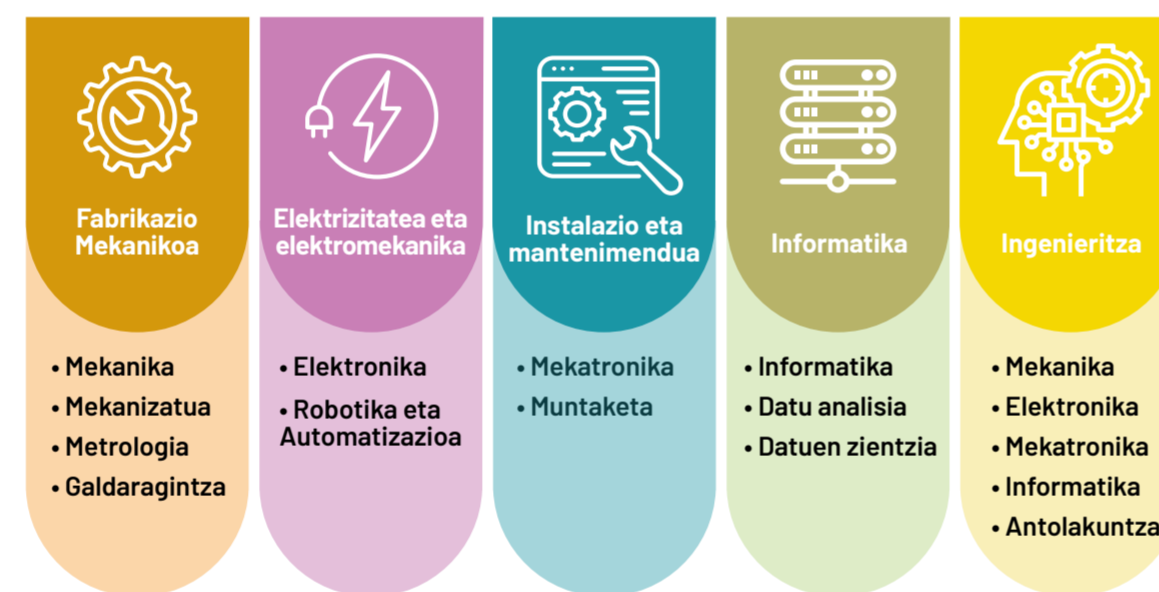 Fabrikazio
Mekanikoa
• Mekanika
• Mekanizatua
• Metrologia
• Galdaragintza
Elektrizitatea eta
elektromekanika
• Elektronika
• Robotika eta
Automatizazioa
Instalazio eta
mantenimendua
• Mekatronika
• Muntaketa
Informatika
• Informatika
• Datu analisia
• Datuen zientzia
Ingenieritza
• Mekanika
• Elektronika
• Mekatronika
• Informatika
• Antolakuntza